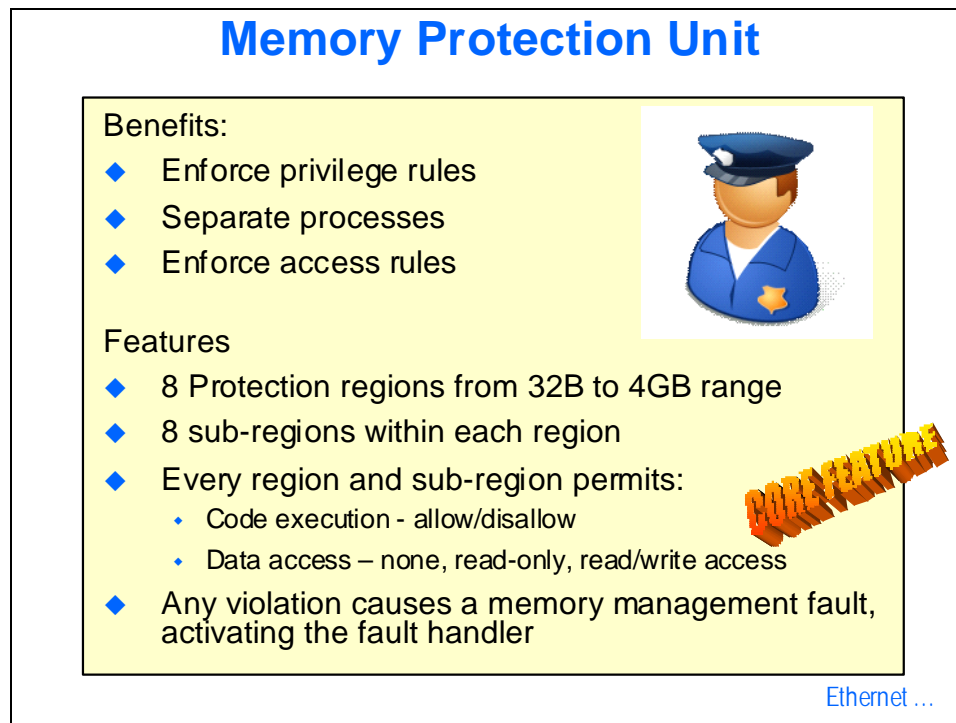 Memory Protection Unit
Benefits:
Enforce privilege rules
Separate processes
Enforce access rules
Features
8 Protection regions from 32B to 4GB range
8 sub-regions within each region
Every region and sub-region permits:
Code execution - allow/disallow
Data access – none, read-only, read/write access
Any violation causes a memory management fault,
activating the fault handler
CORE FEATURE
Ethernet ...